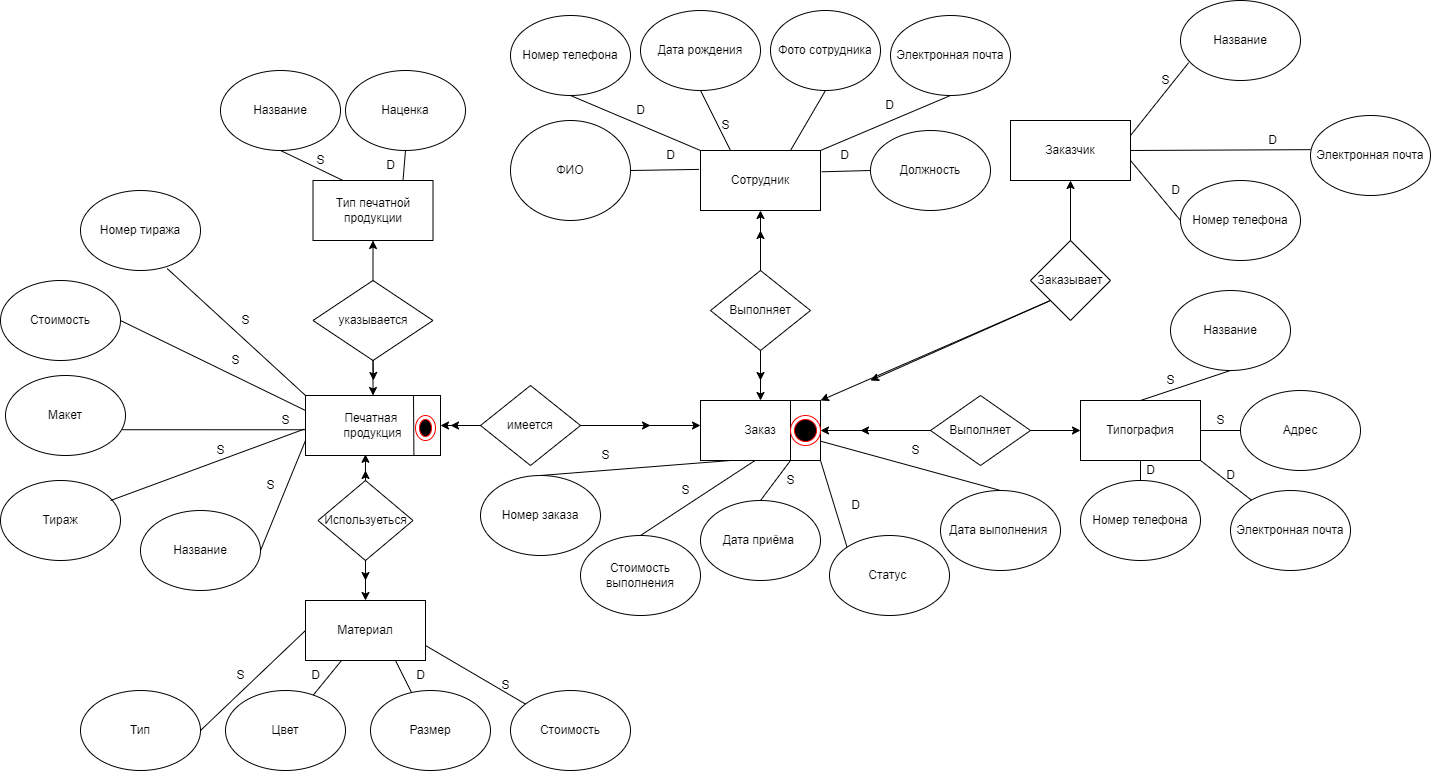 Название
Номер телефона
Дата рождения
Фото сотрудника
Электронная почта
S
Название
Наценка
D
D
S
D
Заказчик
Электронная почта
S
D
S
D
ФИО
D
Сотрудник
D
Должность
D
Номер телефона
Тип печатной
продукции
Номер тиража
Заказывает
Выполняет
Стоимость
S
указывается
Название
S
S
Макет
S
Печатная
продукция
имеется
Заказ
Выполняет
Типография
S
Адрес
S
S
S
S
D
D
S
S
Номер заказа
D
Тираж
Используеться
Номер телефона
Электронная почта
Дата выполнения
Дата приёма
Название
Стоимость
выполнения
Статус
Материал
S
D
D
S
Тип
Цвет
Размер
Стоимость